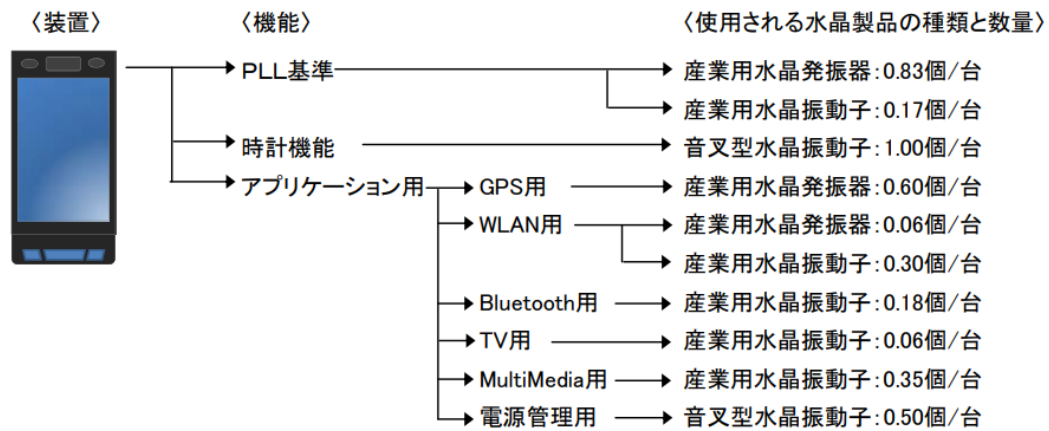 〈装置〉 〈機能〉 〈使用される水晶製品の種類と数量〉
PLL基準 産業用水晶発振器:0.83個/台
産業用水晶振動子:0.17個/台
時計機能 音叉型水晶振動子:1.00個/台
アプリケーション用 GPS用 産業用水晶発振器:0.60個/台
WLAN用 産業用水晶発振器:0.06個/台
産業用水晶振動子:0.30個/台
Bluetooth用 産業用水晶振動子:0.18個/台
TV用 産業用水晶振動子:0.06個/台
MultiMedia用 産業用水晶振動子:0.35個/台
電源管理用 音叉型水晶振動子:0.50個/台